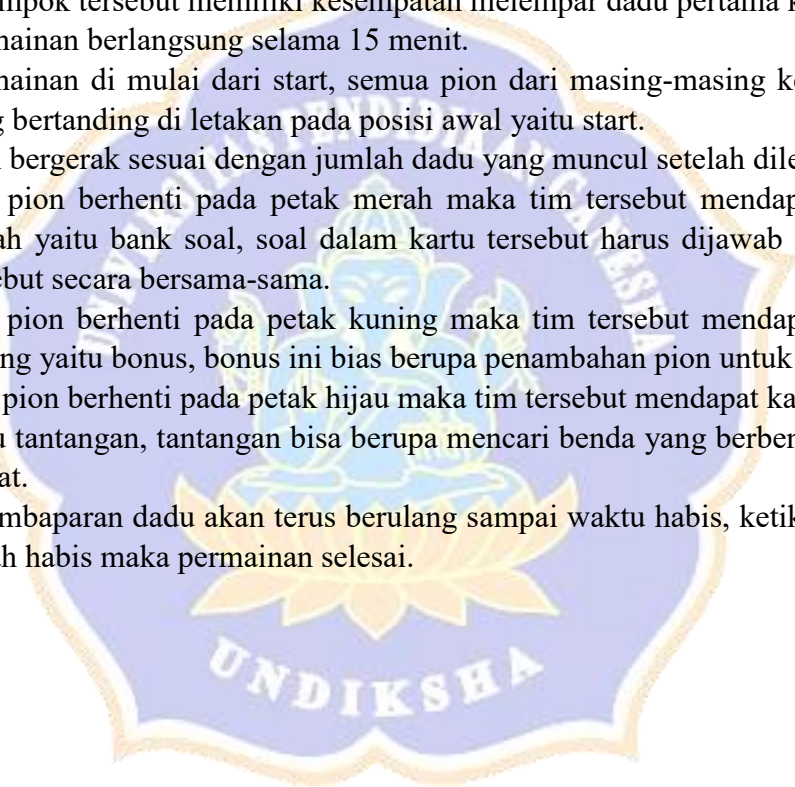 mpok tersebut memiliki kesempatan melempar dadu pertama k
mainan berlangsung selama 15 menit.
mainan di mulai dari start, semua pion dari masing-masing ke
g bertanding di letakan pada posisi awal yaitu start.
bergerak sesuai dengan jumlah dadu yang muncul setelah dile
pion berhenti pada petak merah maka tim tersebut mendap
ah yaitu bank soal, soal dalam kartu tersebut harus dijawab
ebut secara bersama-sama.
pion berhenti pada petak kuning maka tim tersebut mendap
ng yaitu bonus, bonus ini bias berupa penambahan pion untuk
pion berhenti pada petak hijau maka tim tersebut mendapat ka
u tantangan, tantangan bisa berupa mencari benda yang berben
at.
mbaparan dadu akan terus berulang sampai waktu habis, ketik
ah habis maka permainan selesai.
UNIVERSITAS PENDIDIKAN GANESHA
UNDIKSHA